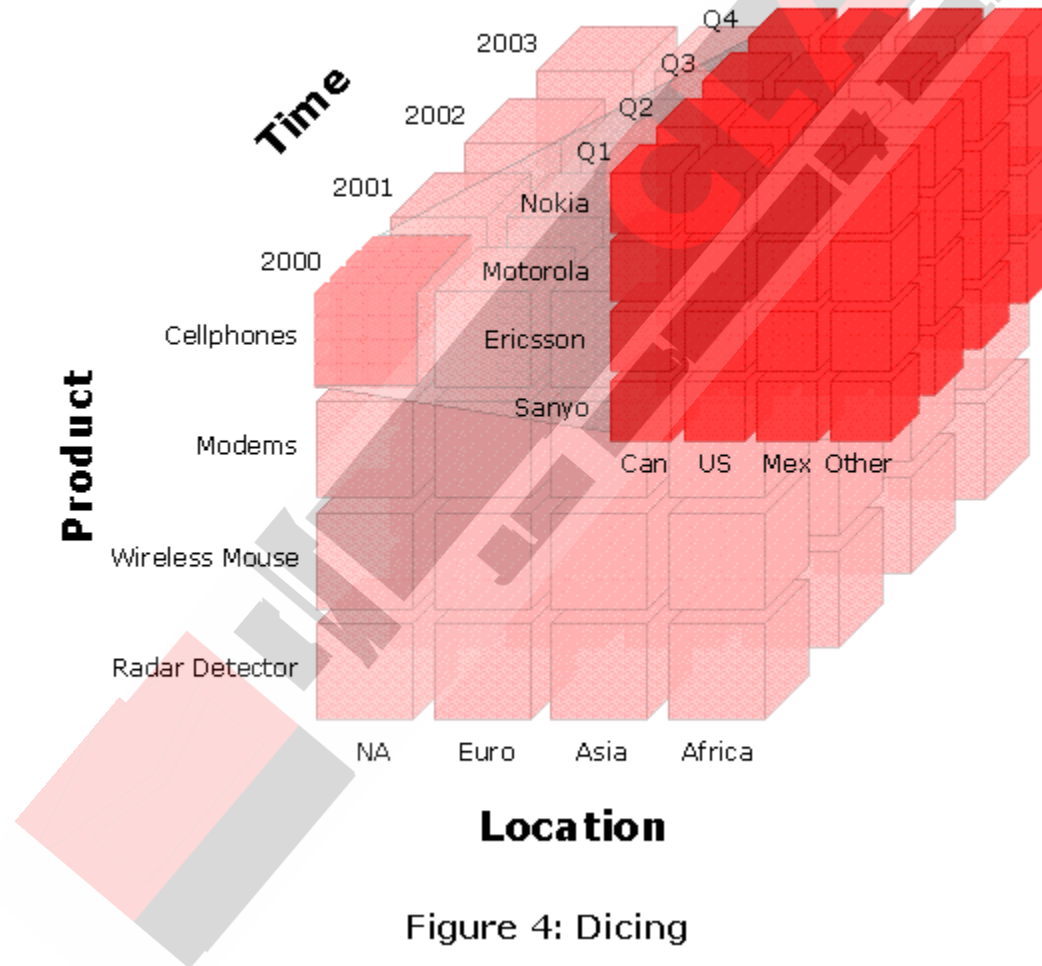 Q4
2003
Q3
Time
Q2
2002
Q1
2001
Nokia
2000
Motorola
Cellphones
Ericsson
Product
Sanyo
Modems
Can US Mex Other
Wireless Mouse
Radar Detector
NA Euro Asia Africa
Location
Figure 4: Dicing